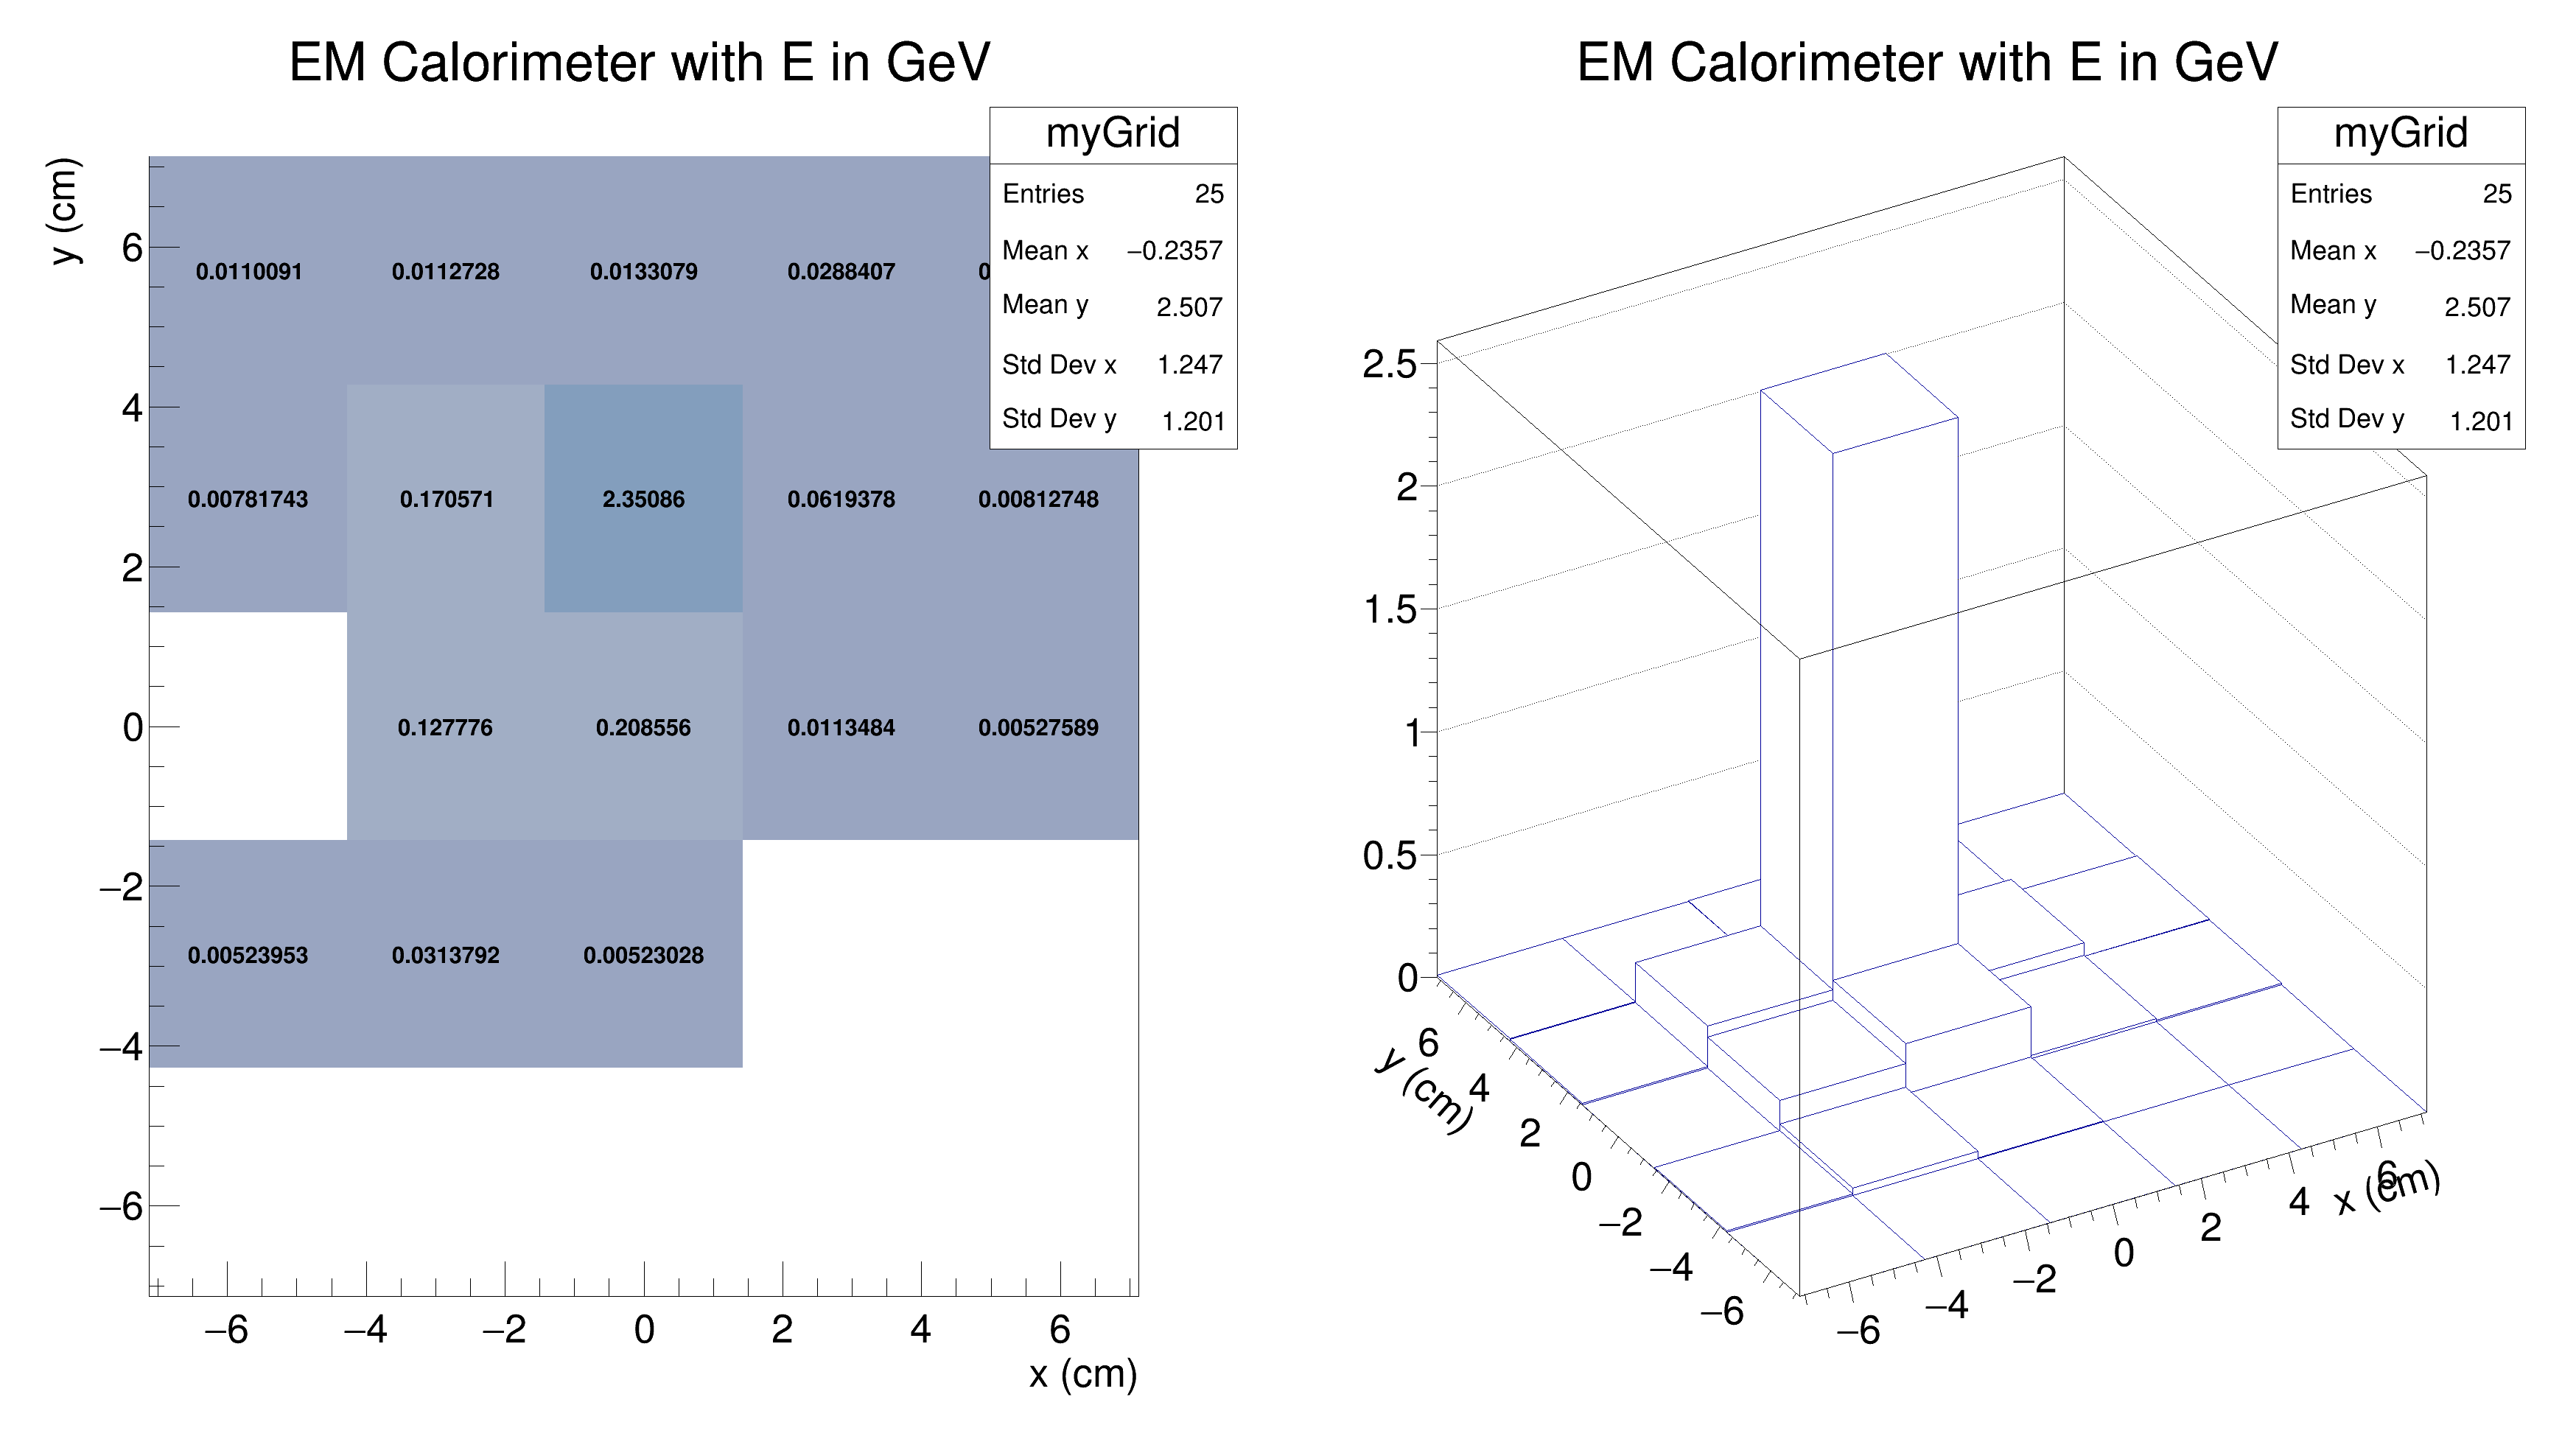 EM Calorimeter with E in GeV
myGrid
Entries 25
Mean x −0.2357
Mean y 2.507
Std Dev x 1.247
Std Dev y 1.201
y (cm)
6
4
2
0
−2
−4
−6
0.0110091 0.0112728 0.0133079 0.0288407
0.00781743 0.170571 2.35086 0.0619378 0.00812748
0.127776 0.208556 0.0113484 0.00527589
0.00523953 0.0313792 0.00523028
−6 −4 −2 0 2 4 6
x (cm)
EM Calorimeter with E in GeV
myGrid
Entries 25
Mean x −0.2357
Mean y 2.507
Std Dev x 1.247
Std Dev y 1.201
2.5
2
1.5
1
0.5
0
6
4
2
0
−2
−4
−6
y (cm)
−6
−4
−2
0
2
4
6
x (cm)